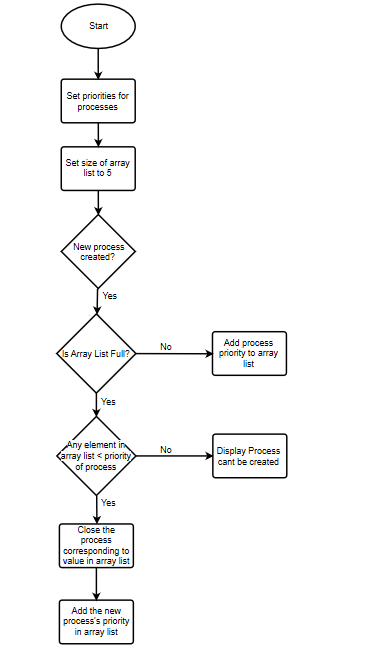 Start
Set priorities for
processes
Set size of array
list to 5
New process
created?
Yes
Is Array List Full?
No
Add process
priority to array
list
Yes
Any element in
array list < priority
of process
No
Display Process
cant be created
Yes
Close the
process
corresponding to
value in array list
Add the new
process's priority
in array list